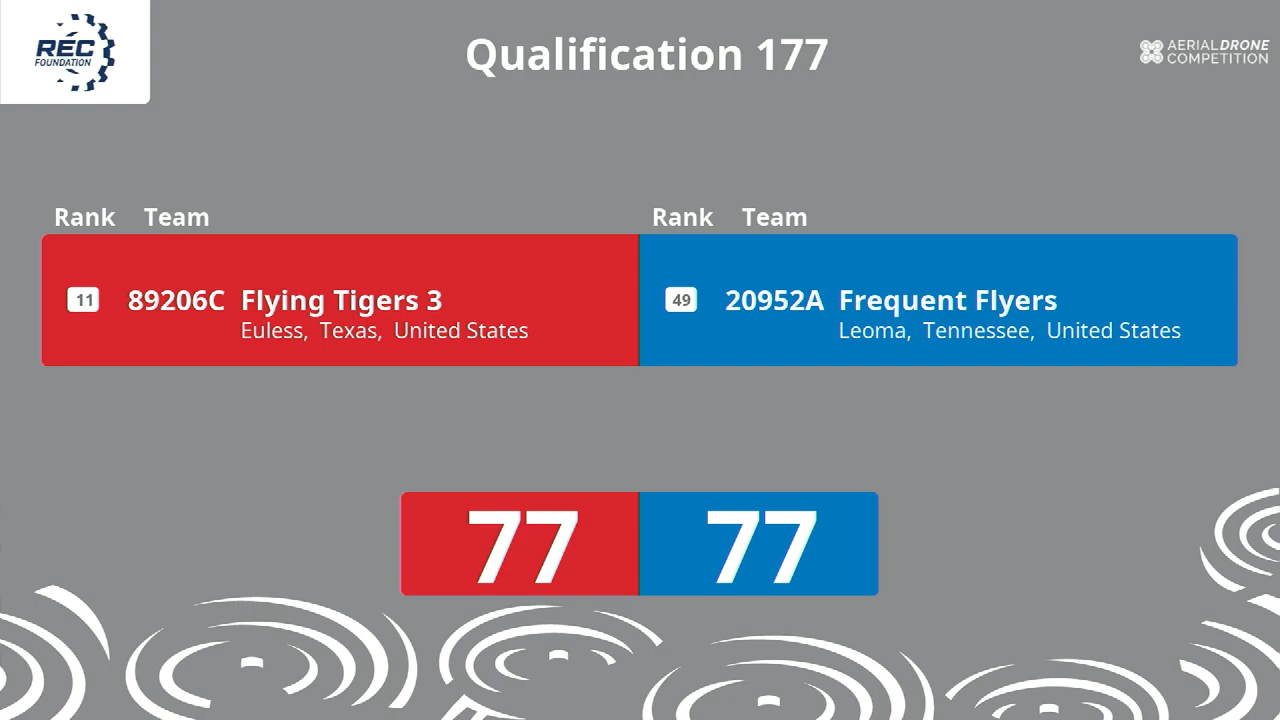 REC
FOUNDATION
Qualification 177
AERIALDRONE
COMPETITION
Rank Team
Rank Team
11 89206C Flying Tigers 3
Euless, Texas, United States
49 20952A Frequent Flyers
Leoma, Tennessee, United States
77 77